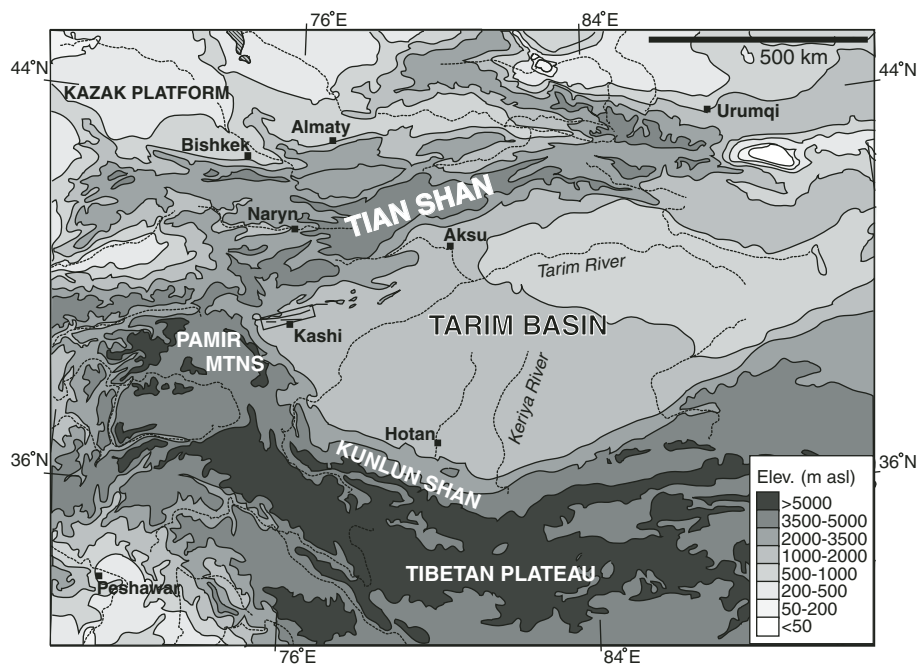 76°E
84°E
500 km
44°N
44°N
KAZAK PLATFORM
Urumqi
Almaty
Bishkek
TIAN SHAN
Naryn
Aksu
Tarim River
TARIM BASIN
Kashi
PAMIR
MTNS
Keriya River
Hotan
KUNLUN SHAN
36°N
36°N
Elev. (m asl)
>5000
3500-5000
2000-3500
1000-2000
500-1000
200-500
50-200
<50
TIBETAN PLATEAU
Peshawar
76°E
84°E